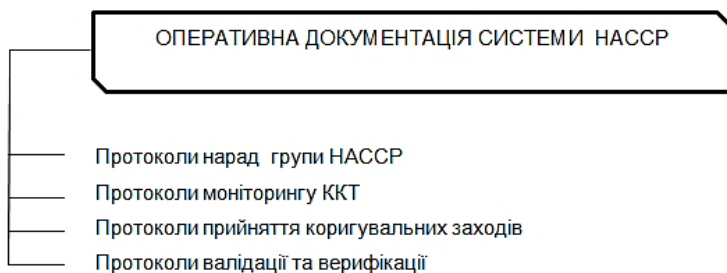 ОПЕРАТИВНА ДОКУМЕНТАЦІЯ СИСТЕМИ НАССР
Протоколи нарад групи НАССР
Протоколи моніторингу ККТ
Протоколи прийняття коригувальних заходів
Протоколи валідації та верифікації